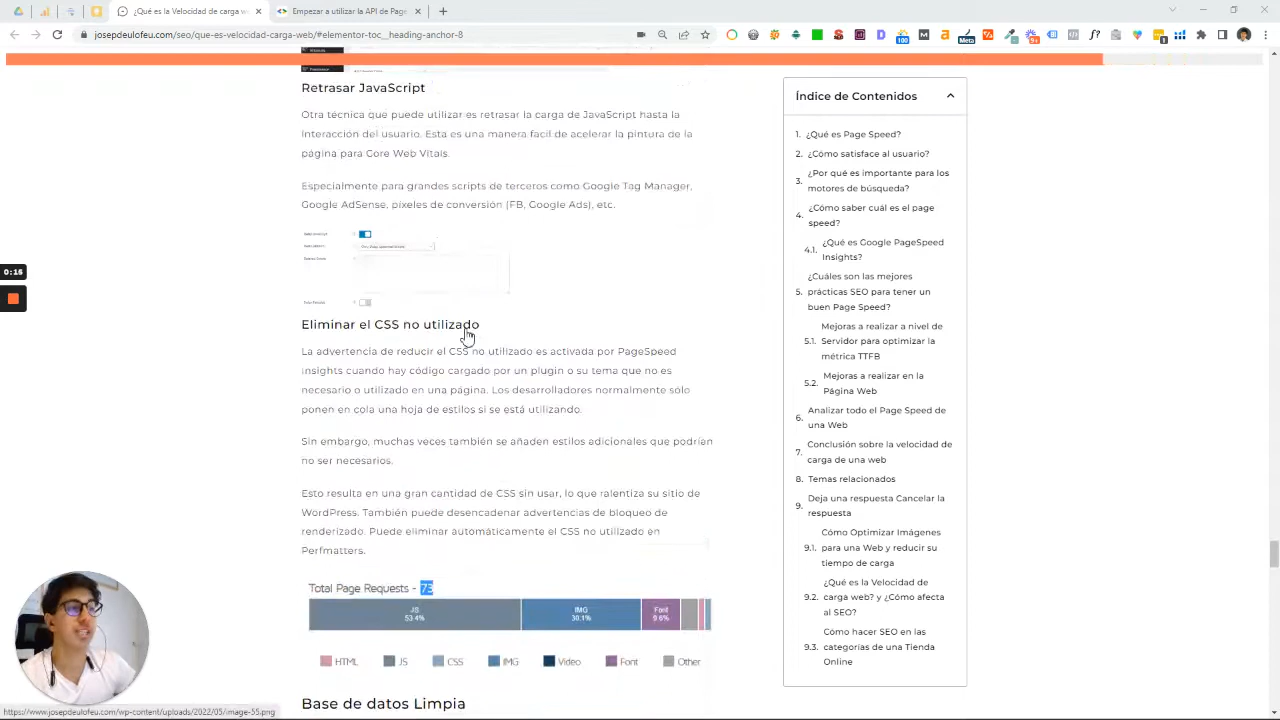 ¿Qué es la Velocidad de carga w
Empezar a utilizar la API de Page
josepdeulofeu.com/seo/que-es-velocidad-carga-web/#elementor-toc__heading-anchor-8
Retrasar JavaScript
Otra técnica que puede utilizar es retrasar la carga de JavaScript hasta la
interacción del usuario. Esta es una manera fácil de acelerar la pintura de la
página para Core Web Vitals.
Especialmente para grandes scripts de terceros como Google Tag Manager,
Google AdSense, píxeles de conversión (FB, Google Ads), etc.
0:16
Eliminar el CSS no utilizado
La advertencia de reducir el CSS no utilizado es activada por PageSpeed
Insights cuando hay código cargado por un plugin o su tema que no es
necesario o utilizado en una página. Los desarrolladores normalmente sólo
ponen en cola una hoja de estilos si se está utilizando.
Sin embargo, muchas veces también se añaden estilos adicionales que podrían
no ser necesarios.
Esto resulta en una gran cantidad de CSS sin usar, lo que ralentiza su sitio de
WordPress. También puede desencadenar advertencias de bloqueo de
renderizado. Puede eliminar automáticamente el CSS no utilizado en
Perfmatters.
Total Page Requests - 73
JS
53.4%
IMG
30.1%
Font
9.6%
HTML
JS
CSS
IMG
Video
Font
Other
Base de datos Limpia
Índice de Contenidos
1. ¿Qué es Page Speed?
2. ¿Cómo satisface al usuario?
3. ¿Por qué es importante para los
motores de búsqueda?
4. ¿Cómo saber cuál es el page
speed?
4.1. ¿Qué es Google PageSpeed
Insights?
5. ¿Cuáles son las mejores
prácticas SEO para tener un
buen Page Speed?
5.1. Mejoras a realizar a nivel de
Servidor para optimizar la
métrica TTFB
5.2. Mejoras a realizar en la
Página Web
6. Analizar todo el Page Speed de
una Web
7. Conclusión sobre la velocidad de
carga de una web
8. Temas relacionados
9. Deja una respuesta Cancelar la
respuesta
9.1. Cómo Optimizar Imágenes
para una Web y reducir su
tiempo de carga
9.2. ¿Qué es la Velocidad de
carga web? y ¿Cómo afecta
al SEO?
9.3. Cómo hacer SEO en las
categorías de una Tienda
Online
https://www.josepdeulofeu.com/wp-content/uploads/2022/05/image-55.png